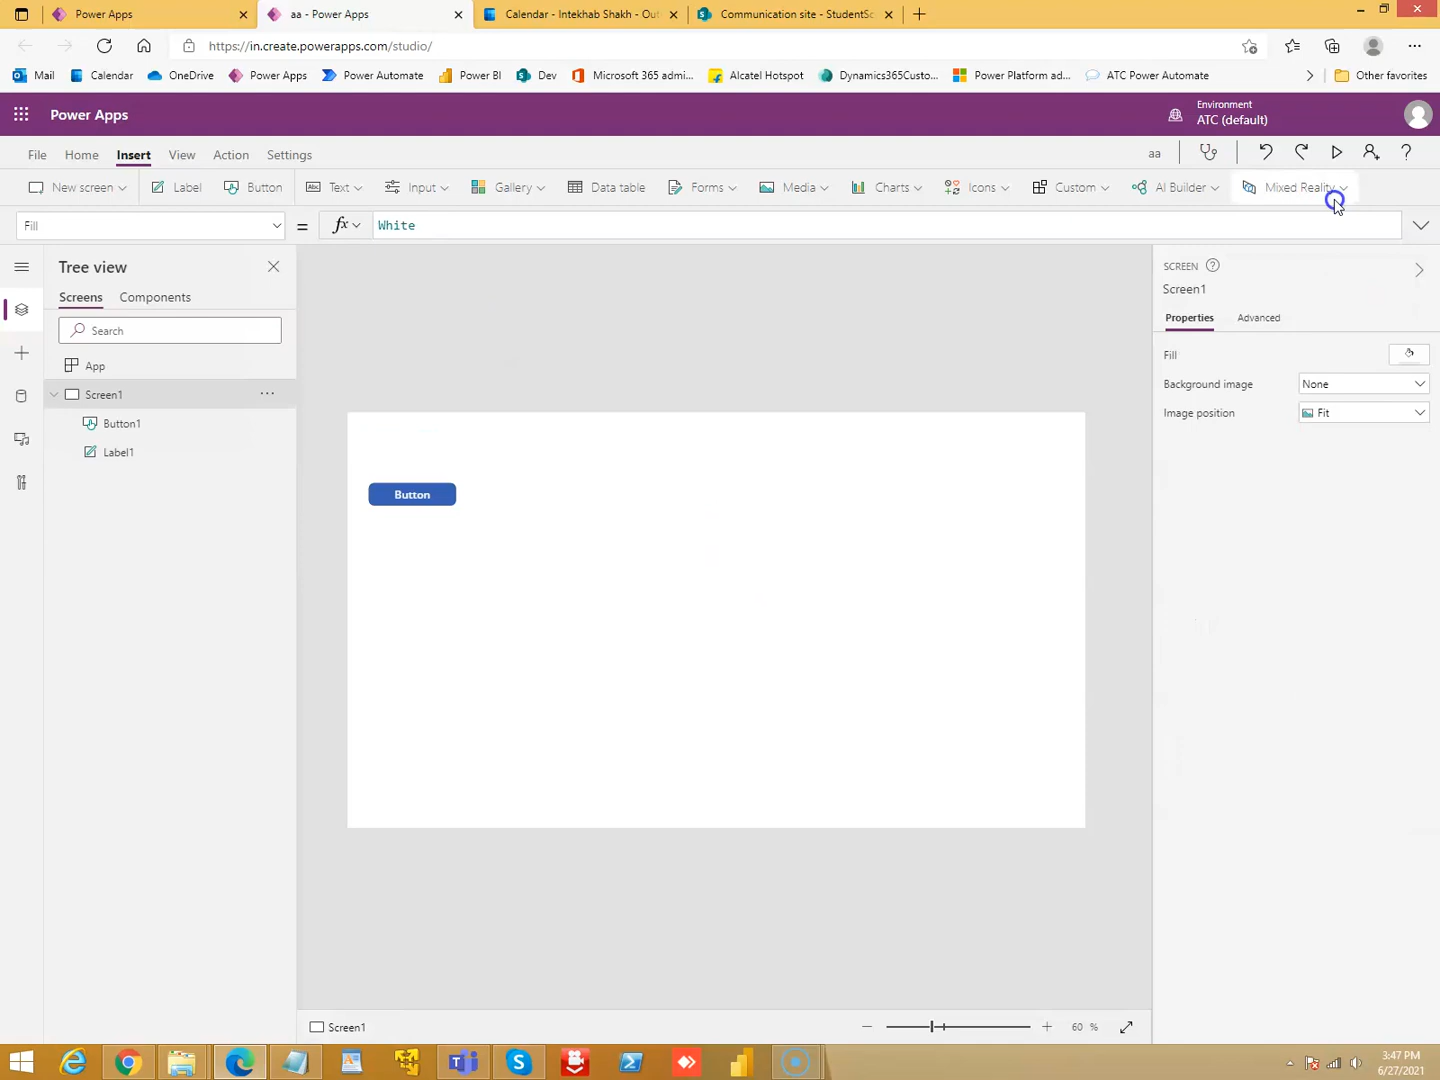 Power Apps
aa - Power Apps
Calendar - Intekhab Shakh - Out
Communication site - StudentSc
https://in.create.powerapps.com/studio/
Mail
Calendar
OneDrive
Power Apps
Power Automate
Power BI
Dev
Microsoft 365 admi...
Alcatel Hotspot
Dynamics365Custo...
Power Platform ad...
ATC Power Automate
Other favorites
Power Apps
Environment
ATC (default)
File
Home
Insert
View
Action
Settings
aa
New screen
Label
Button
Abc
Text
Input
Gallery
Data table
Forms
Media
Charts
Icons
Custom
AI Builder
Mixed Reality
Fill
=
fx
White
Tree view
Screens
Components
Search
App
Screen1
Button1
Label1
Button
SCREEN
Screen1
Properties
Advanced
Fill
Background image
None
Image position
Fit
Screen1
60 %
3:47 PM
6/27/2021